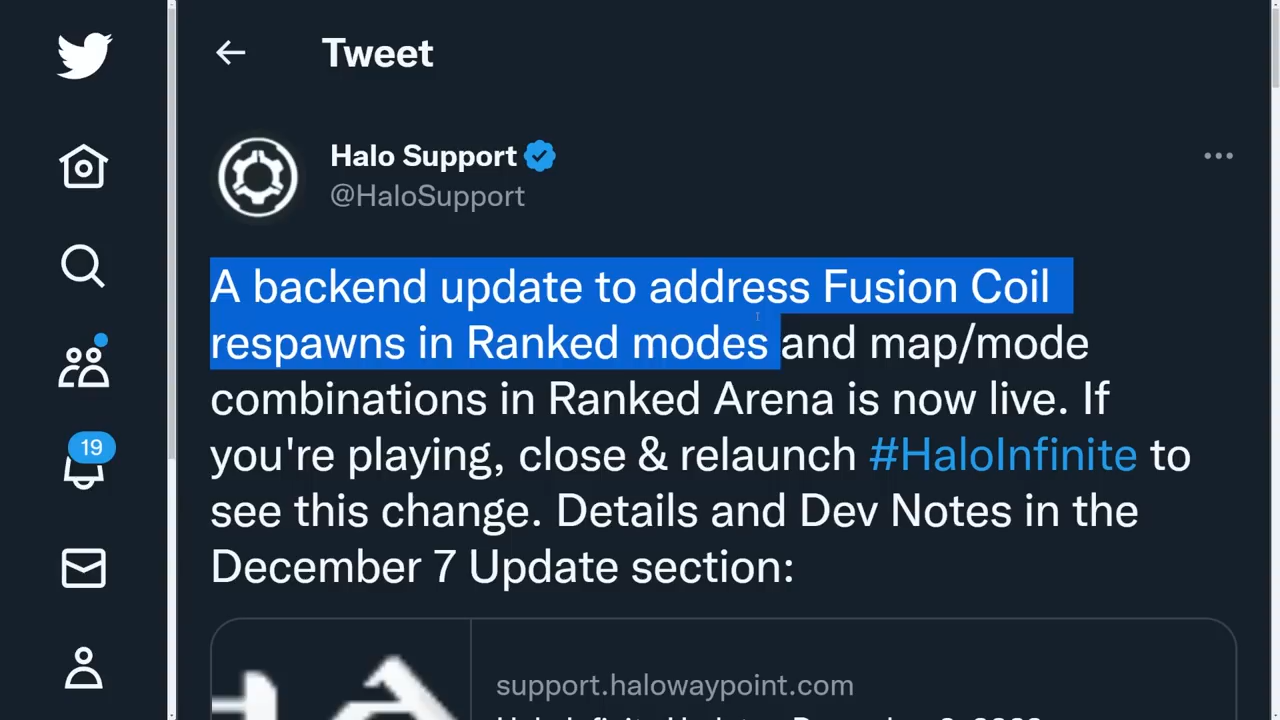 Tweet
Halo Support
@HaloSupport
A backend update to address Fusion Coil
respawns in Ranked modes and map/mode
combinations in Ranked Arena is now live. If
you're playing, close & relaunch #HaloInfinite to
see this change. Details and Dev Notes in the
December 7 Update section:
19
support.halowaypoint.com